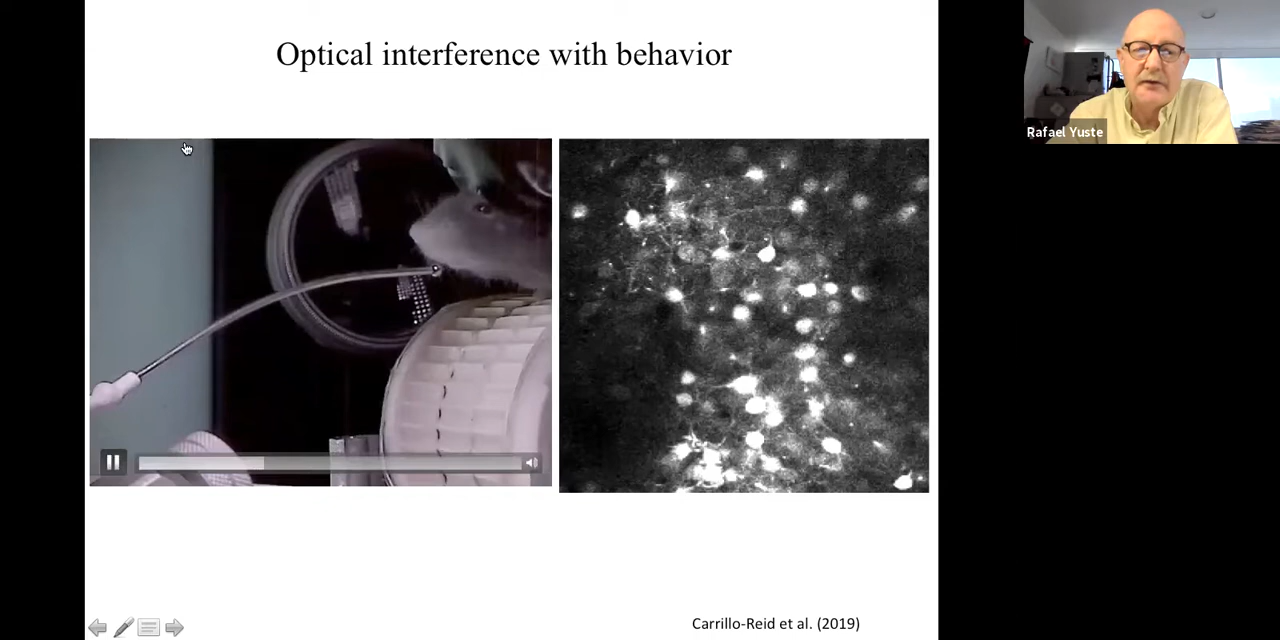 Optical interference with behavior
Rafael Yuste
Carrillo-Reid et al. (2019)